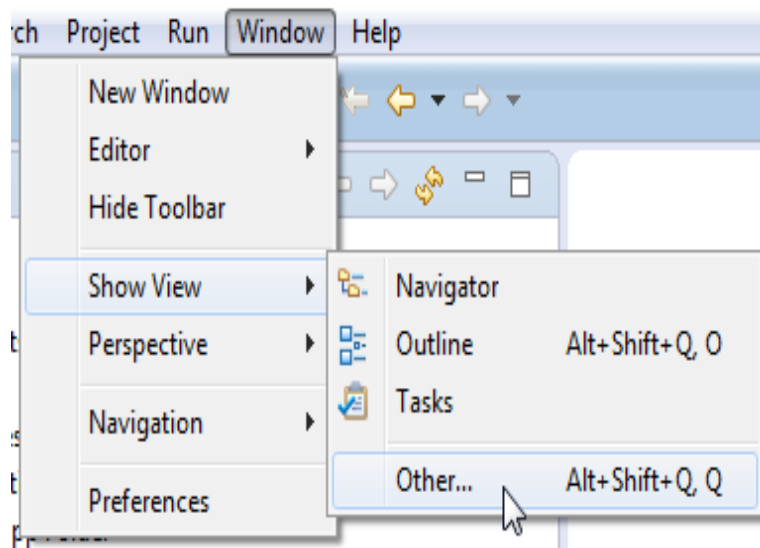 Project Run Window Help
New Window
Editor
Hide Toolbar
Show View
Perspective
Navigation
Preferences
Navigator
Outline Alt+Shift+Q, O
Tasks
Other... Alt+Shift+Q, Q